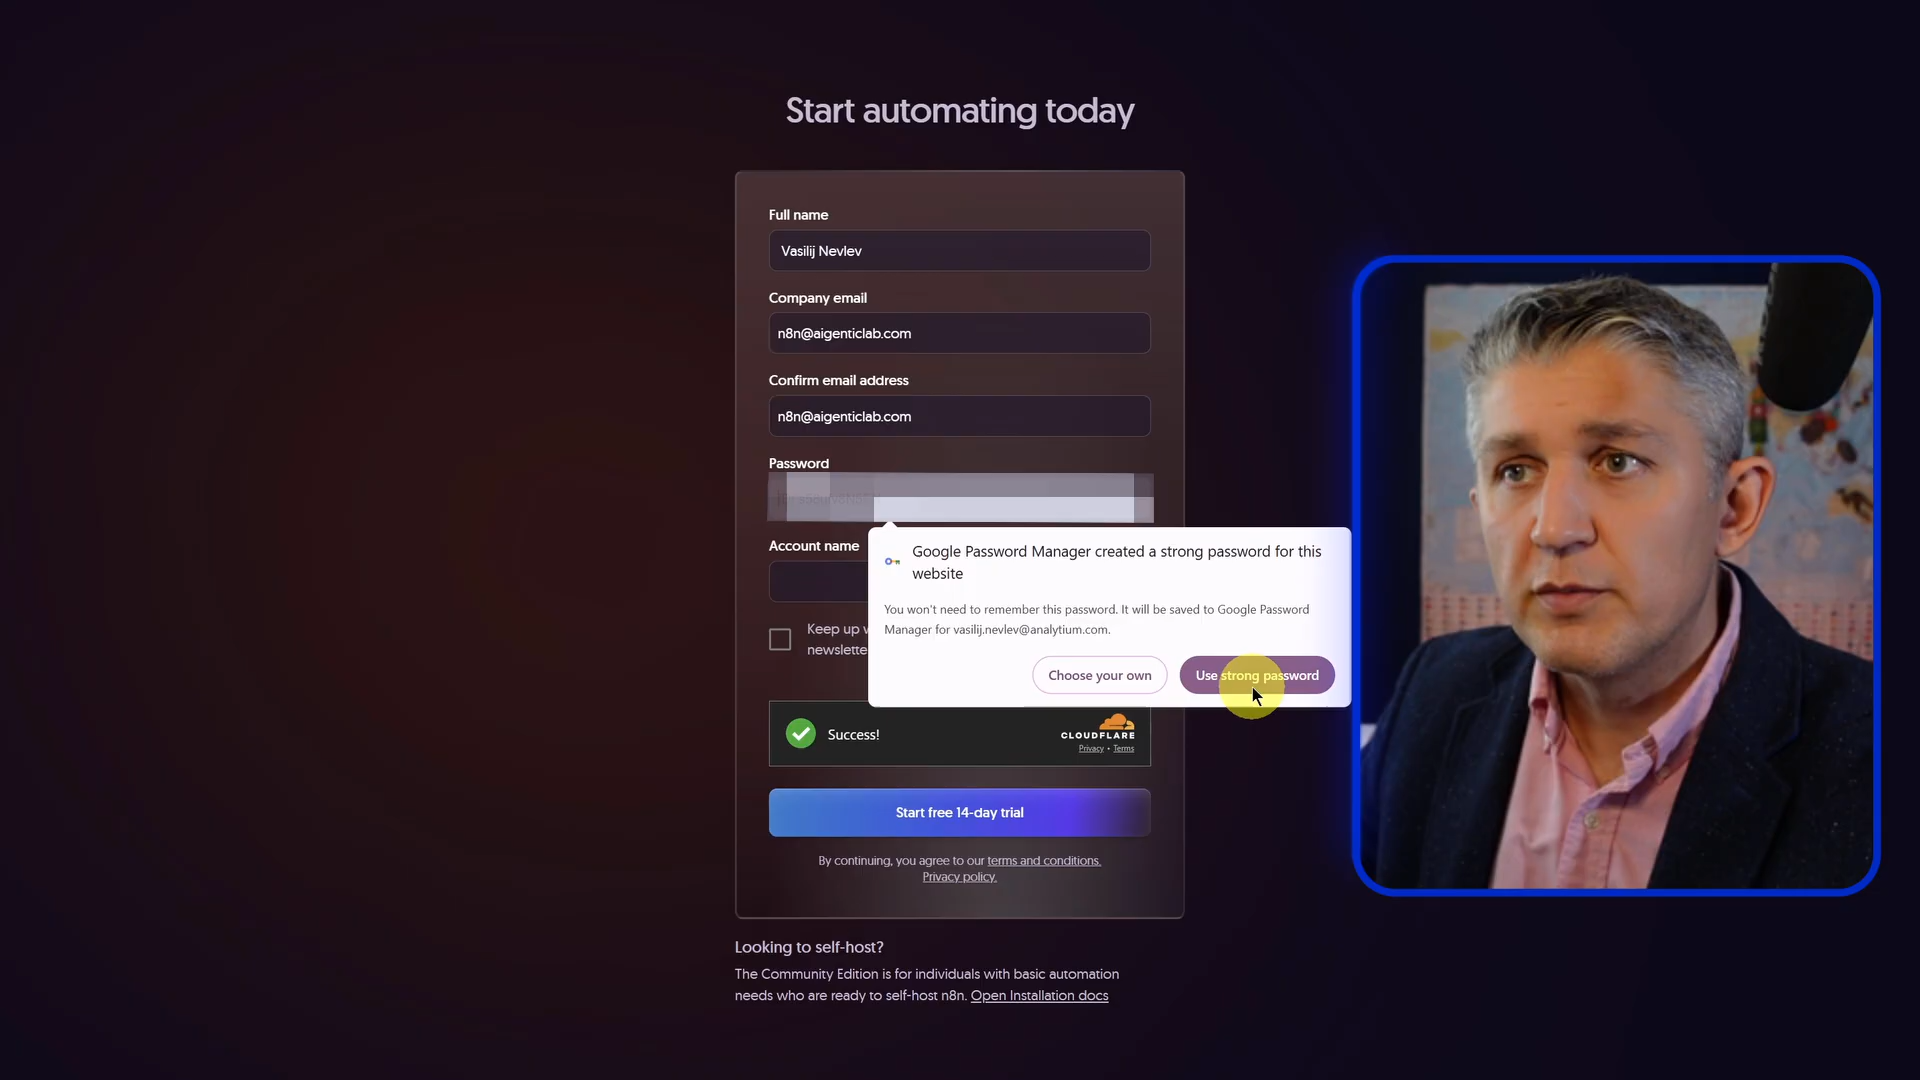 Start automating today
Full name
Vasilij Nevlev
Company email
n8n@aigenticlab.com
Confirm email address
n8n@aigenticlab.com
Password
Account name
Google Password Manager created a strong password for this
website
You won't need to remember this password. It will be saved to Google Password
Manager for vasilij.nevlev@analytium.com.
Choose your own
Use strong password
Keep up
Success!
CLOUDFLARE
Privacy • Terms
Start free 14-day trial
By continuing, you agree to our terms and conditions.
Privacy policy.
Looking to self-host?
The Community Edition is for individuals with basic automation
needs who are ready to self-host n8n. Open Installation docs